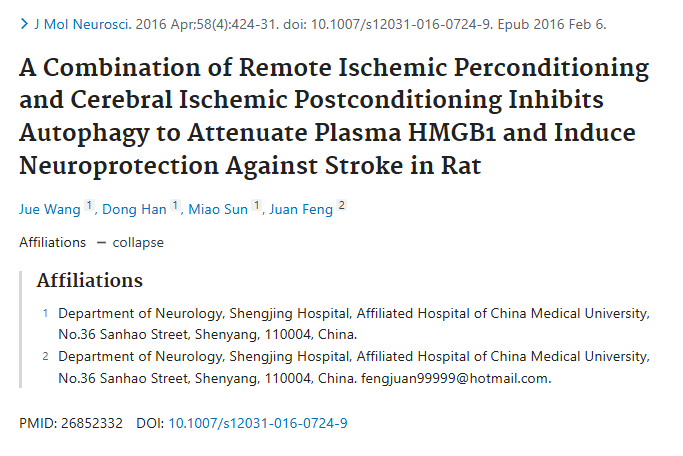 J Mol Neurosci. 2016 Apr;58(4):424-31. doi: 10.1007/s12031-016-0724-9. Epub 2016 Feb 6.
A Combination of Remote Ischemic Perconditioning
and Cerebral Ischemic Postconditioning Inhibits
Autophagy to Attenuate Plasma HMGB1 and Induce
Neuroprotection Against Stroke in Rat
Jue Wang 1, Dong Han 1, Miao Sun 1, Juan Feng 2
Affiliations — collapse
Affiliations
1 Department of Neurology, Shengjing Hospital, Affiliated Hospital of China Medical University,
No.36 Sanhao Street, Shenyang, 110004, China.
2 Department of Neurology, Shengjing Hospital, Affiliated Hospital of China Medical University,
No.36 Sanhao Street, Shenyang, 110004, China. fengjuan99999@hotmail.com.
PMID: 26852332 DOI: 10.1007/s12031-016-0724-9